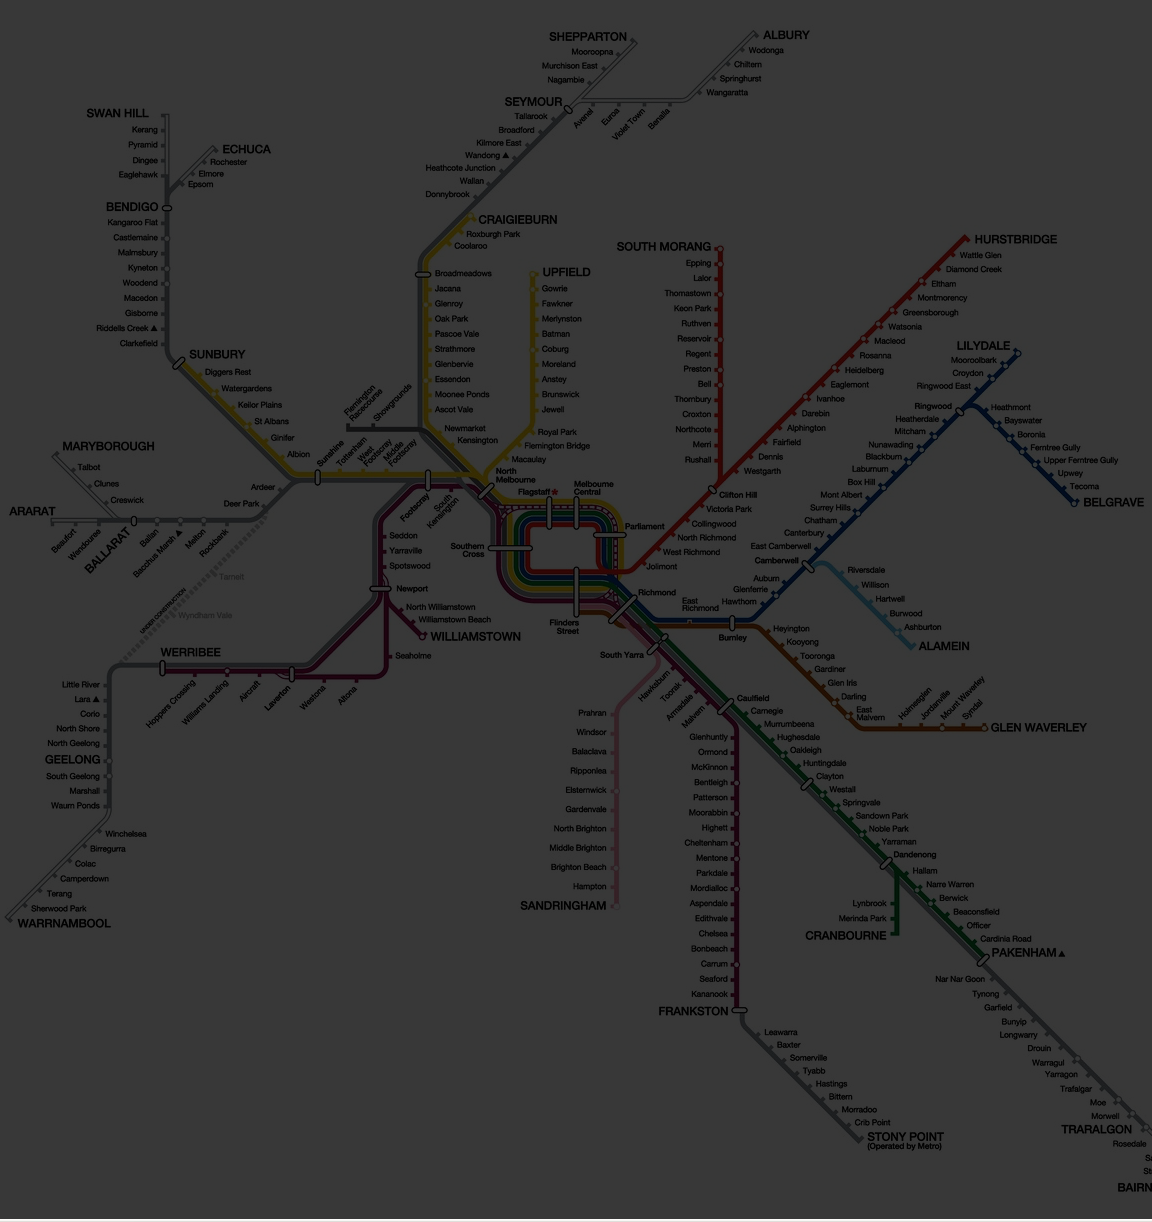 SHEPPARTON
Mooroopna
Murchison East
Nagambie
ALBURY
Wodonga
Chiltern
Springhurst
Wangaratta
SEYMOUR
Avenel
Euroa
Violet Town
Benalla
Tallarook
Broadford
Kilmore East
Wandong ▲
Heathcote Junction
Wallan
Donnybrook
SWAN HILL
Kerang
Pyramid
Dingee
Eaglehawk
ECHUCA
Rochester
Elmore
Epsom
BENDIGO
Kangaroo Flat
Castlemaine
Malmsbury
Kyneton
Woodend
Macedon
Gisborne
Riddells Creek ▲
Clarkefield
SUNBURY
Diggers Rest
Watergardens
Keilor Plains
St Albans
Ginifer
Albion
CRAIGIEBURN
Roxburgh Park
Coolaroo
Broadmeadows
Jacana
Glenroy
Oak Park
Pascoe Vale
Strathmore
Glenbervie
Essendon
Moonee Ponds
Ascot Vale
Newmarket
Kensington
UPFIELD
Gowrie
Fawkner
Merlynston
Batman
Coburg
Moreland
Anstey
Brunswick
Jewell
Royal Park
Flemington Bridge
Macaulay
Flemington
Racecourse
Showgrounds
Sunshine
Tottenham
West
Footscray
Middle
Footscray
Footscray
South
Kensington
North
Melbourne
SOUTH MORANG
Epping
Lalor
Thomastown
Keon Park
Ruthven
Reservoir
Regent
Preston
Bell
Thornbury
Croxton
Northcote
Merri
Rushall
HURSTBRIDGE
Wattle Glen
Diamond Creek
Eltham
Montmorency
Greensborough
Watsonia
Macleod
Rosanna
Heidelberg
Eaglemont
Ivanhoe
Darebin
Alphington
Fairfield
Dennis
Westgarth
Clifton Hill
Victoria Park
Collingwood
North Richmond
West Richmond
Jolimont
LILYDALE
Mooroolbark
Croydon
Ringwood East
Ringwood
Heatherdale
Mitcham
Nunawading
Blackburn
Laburnum
Box Hill
Mont Albert
Surrey Hills
Chatham
Canterbury
East Camberwell
Camberwell
Auburn
Glenferrie
Hawthorn
Heathmont
Bayswater
Boronia
Ferntree Gully
Upper Ferntree Gully
Upwey
Tecoma
BELGRAVE
Riversdale
Willison
Hartwell
Burwood
Ashburton
ALAMEIN
MARYBOROUGH
Talbot
Clunes
Creswick
ARARAT
Beaufort
Wendouree
BALLARAT
Ballan
Bacchus Marsh ▲
Melton
Rockbank
Deer Park
Ardeer
Tarneit
Wyndham Vale
UNDER CONSTRUCTION
Flagstaff
Melbourne
Central
Parliament
Southern
Cross
Flinders
Street
Richmond
East
Richmond
Burnley
South Yarra
Seddon
Yarraville
Spotswood
Newport
North Williamstown
Williamstown Beach
WILLIAMSTOWN
Seaholme
Altona
Westona
Laverton
Aircraft
Williams Landing
Hoppers Crossing
WERRIBEE
Little River
Lara ▲
Corio
North Shore
North Geelong
GEELONG
South Geelong
Marshall
Waurn Ponds
Winchelsea
Birregurra
Colac
Camperdown
Terang
Sherwood Park
WARRNAMBOOL
Heyington
Kooyong
Tooronga
Gardiner
Glen Iris
Darling
East
Malvern
Holmesglen
Jordanville
Mount Waverley
Syndal
GLEN WAVERLEY
Hawksburn
Toorak
Armadale
Malvern
Caulfield
Carnegie
Murrumbeena
Hughesdale
Oakleigh
Huntingdale
Clayton
Westall
Springvale
Sandown Park
Noble Park
Yarraman
Dandenong
Hallam
Narre Warren
Berwick
Beaconsfield
Officer
Cardinia Road
PAKENHAM ▲
Lynbrook
Merinda Park
CRANBOURNE
Prahran
Windsor
Balaclava
Ripponlea
Elsternwick
Gardenvale
North Brighton
Middle Brighton
Brighton Beach
Hampton
SANDRINGHAM
Glenhuntly
Ormond
McKinnon
Bentleigh
Patterson
Moorabbin
Highett
Cheltenham
Mentone
Parkdale
Mordialloc
Aspendale
Edithvale
Chelsea
Bonbeach
Carrum
Seaford
Kananook
FRANKSTON
Leawarra
Baxter
Somerville
Tyabb
Hastings
Bittern
Morradoo
Crib Point
STONY POINT
(Operated by Metro)
Nar Nar Goon
Tynong
Garfield
Bunyip
Longwarry
Drouin
Warragul
Yarragon
Trafalgar
Moe
Morwell
TRARALGON
Rosedale
S
St
BAIRN